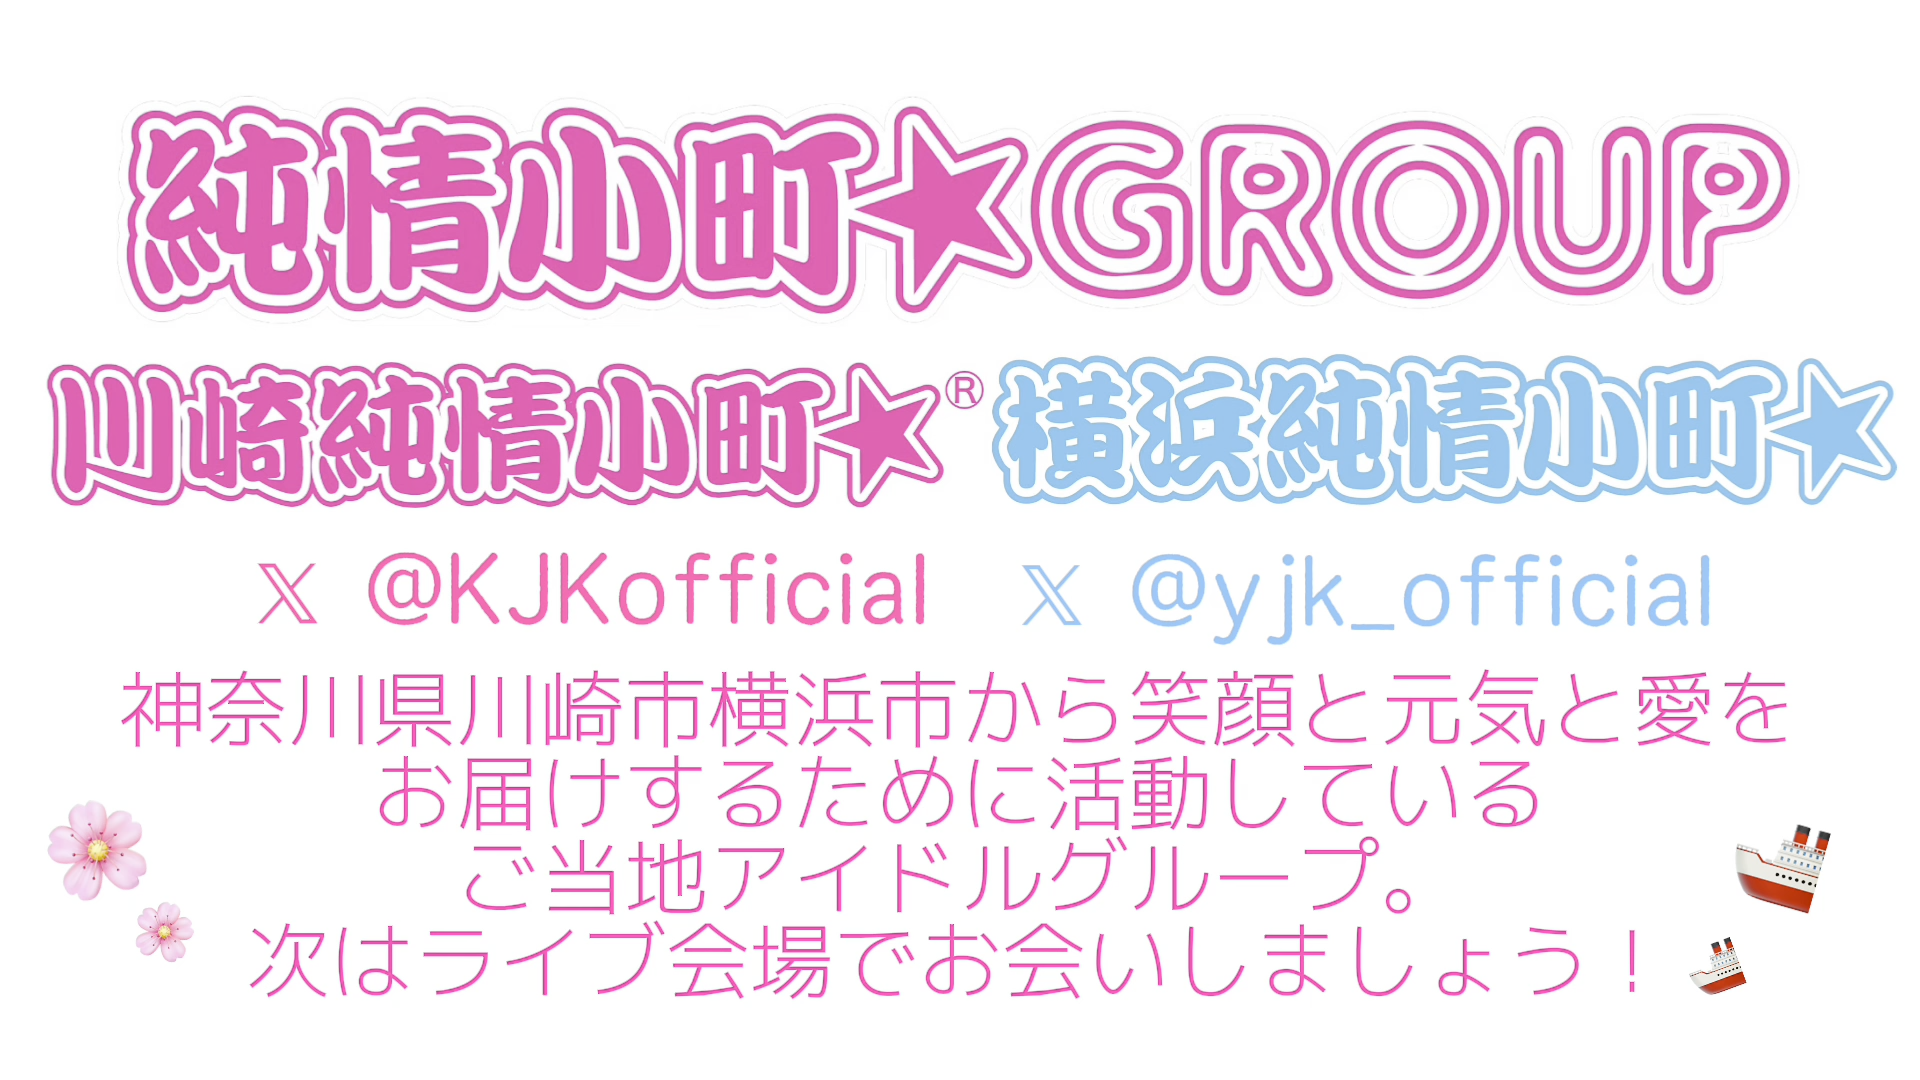 純情小町★GROUP
川崎純情小町★® 横浜純情小町★
𝕏 @KJKofficial 𝕏 @yjk_official
神奈川県川崎市横浜市から笑顔と元気と愛を
お届けするために活動している
ご当地アイドルグループ。
次はライブ会場でお会いしましょう！